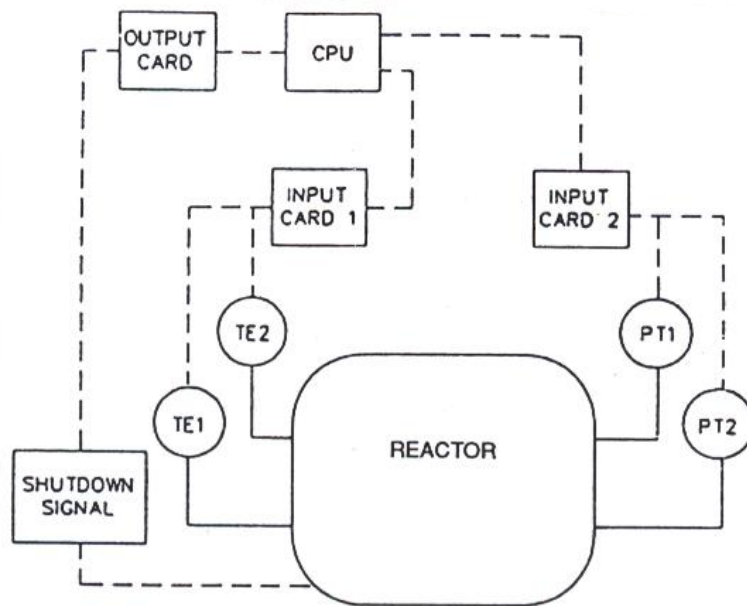 OUTPUT
CARD
CPU
INPUT
CARD 1
INPUT
CARD 2
TE2
PT1
TE1
PT2
REACTOR
SHUTDOWN
SIGNAL